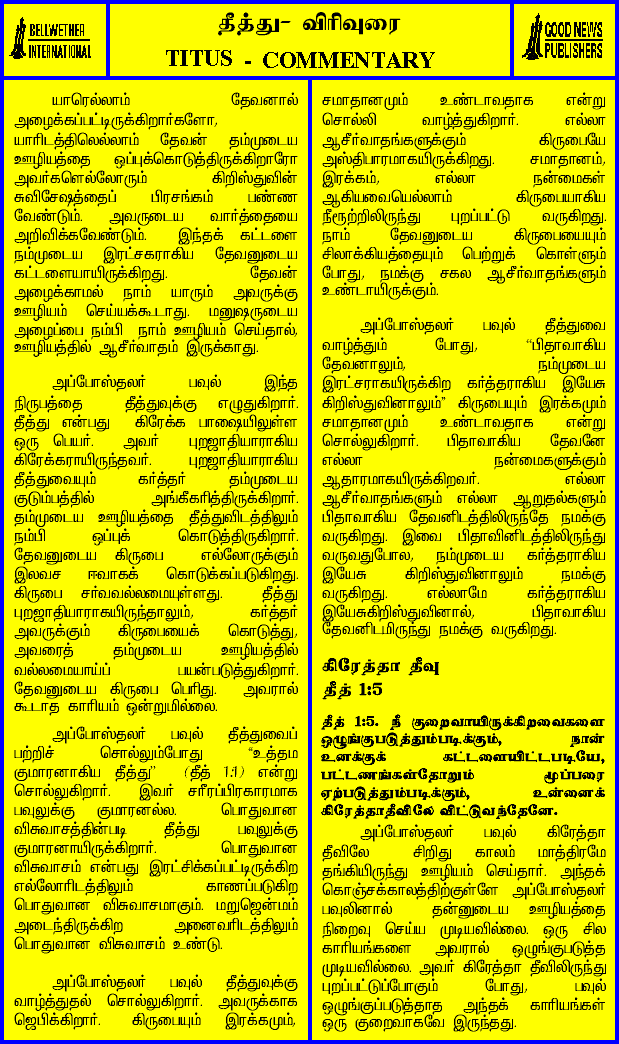 BELLWETHER
INTERNATIONAL
தீத்து- விரிவுரை
TITUS - COMMENTARY
GOOD NEWS
PUBLISHERS
யாரெல்லாம் தேவனால்
அழைக்கப்பட்டிருக்கிறார்களோ,
யாரிடத்திலெல்லாம் தேவன் தம்முடைய
ஊழியத்தை ஒப்புக்கொடுத்திருக்கிறாரோ
அவர்களெல்லோரும் கிறிஸ்துவின்
சுவிசேஷத்தைப் பிரசங்கம் பண்ண
வேண்டும். அவருடைய வார்த்தையை
அறிவிக்கவேண்டும். இந்தக் கட்டளை
நம்முடைய இரட்சகராகிய தேவனுடைய
கட்டளையாயிருக்கிறது. தேவன்
அழைக்காமல் நாம் யாரும் அவருக்கு
ஊழியம் செய்யக்கூடாது. மனுஷருடைய
அழைப்பை நம்பி நாம் ஊழியம் செய்தால்,
ஊழியத்தில் ஆசீர்வாதம் இருக்காது.
அப்போஸ்தலர் பவுல் இந்த
நிருபத்தை தீத்துவுக்கு எழுதுகிறார்.
தீத்து என்பது கிரேக்க பாஷையிலுள்ள
ஒரு பெயர். அவர் புறஜாதியாராகிய
கிரேக்கராயிருந்தவர். புறஜாதியாராகிய
தீத்துவையும் கர்த்தர் தம்முடைய
குடும்பத்தில் அங்கீகரித்திருக்கிறார்.
தம்முடைய ஊழியத்தை தீத்துவிடத்திலும்
நம்பி ஒப்புக் கொடுத்திருகிறார்.
தேவனுடைய கிருபை எல்லோருக்கும்
இலவச ஈவாகக் கொடுக்கப்படுகிறது.
கிருபை சர்வவல்லமையுள்ளது. தீத்து
புறஜாதியாராகயிருந்தாலும், கர்த்தர்
அவருக்கும் கிருபையைக் கொடுத்து,
அவரைத் தம்முடைய ஊழியத்தில்
வல்லமையாய்ப் பயன்படுத்துகிறார்.
தேவனுடைய கிருபை பெரிது. அவரால்
கூடாத காரியம் ஒன்றுமில்லை.
அப்போஸ்தலர் பவுல் தீத்துவைப்
பற்றிச் சொல்லும்போது "உத்தம
குமாரனாகிய தீத்து" (தீத் 1:1) என்று
சொல்லுகிறார். இவர் சரீரப்பிரகாரமாக
பவுலுக்கு குமாரனல்ல. பொதுவான
விசுவாசத்தின்படி தீத்து பவுலுக்கு
குமாரனாயிருக்கிறார். பொதுவான
விசுவாசம் என்பது இரட்சிக்கப்பட்டிருக்கிற
எல்லோரிடத்திலும் காணப்படுகிற
பொதுவான விசுவாசமாகும். மறுஜென்மம்
அடைந்திருக்கிற அனைவரிடத்திலும்
பொதுவான விசுவாசம் உண்டு.
அப்போஸ்தலர் பவுல் தீத்துவுக்கு
வாழ்த்துதல் சொல்லுகிறார். அவருக்காக
ஜெபிக்கிறார். கிருபையும் இரக்கமும்,
சமாதானமும் உண்டாவதாக என்று
சொல்லி வாழ்த்துகிறார். எல்லா
ஆசீர்வாதங்களுக்கும் கிருபையே
அஸ்திபாரமாகயிருக்கிறது. சமாதானம்,
இரக்கம், எல்லா நன்மைகள்
ஆகியவையெல்லாம் கிருபையாகிய
நீரூற்றிலிருந்து புறப்பட்டு வருகிறது.
நாம் தேவனுடைய கிருபையையும்
சிலாக்கியத்தையும் பெற்றுக் கொள்ளும்
போது, நமக்கு சகல ஆசீர்வாதங்களும்
உண்டாயிருக்கும்.
அப்போஸ்தலர் பவுல் தீத்துவை
வாழ்த்தும் போது, "பிதாவாகிய
தேவனாலும், நம்முடைய
இரட்சராகயிருக்கிற கர்த்தராகிய இயேசு
கிறிஸ்துவினாலும்" கிருபையும் இரக்கமும்
சமாதானமும் உண்டாவதாக என்று
சொல்லுகிறார். பிதாவாகிய தேவனே
எல்லா நன்மைகளுக்கும்
ஆதாரமாகயிருக்கிறவர். எல்லா
ஆசீர்வாதங்களும் எல்லா ஆறுதல்களும்
பிதாவாகிய தேவனிடத்திலிருந்தே நமக்கு
வருகிறது. இவை பிதாவினிடத்திலிருந்து
வருவதுபோல, நம்முடைய கர்த்தராகிய
இயேசு கிறிஸ்துவினாலும் நமக்கு
வருகிறது. எல்லாமே கர்த்தராகிய
இயேசுகிறிஸ்துவினால், பிதாவாகிய
தேவனிடமிருந்து நமக்கு வருகிறது.
கிரேத்தா தீவு
தீத் 1:5
தீத் 1:5. நீ குறைவாயிருக்கிறவைகளை
ஒழுங்குபடுத்தும்படிக்கும், நான்
உனக்குக் கட்டளையிட்டபடியே,
பட்டணங்கள்தோறும் மூப்பரை
ஏற்படுத்தும்படிக்கும், உன்னைக்
கிரேத்தாதீவிலே விட்டுவந்தேனே.
அப்போஸ்தலர் பவுல் கிரேத்தா
தீவிலே சிறிது காலம் மாத்திரமே
தங்கியிருந்து ஊழியம் செய்தார். அந்தக்
கொஞ்சக்காலத்திற்குள்ளே அப்போஸ்தலர்
பவுலினால் தன்னுடைய ஊழியத்தை
நிறைவு செய்ய முடியவில்லை. ஒரு சில
காரியங்களை அவரால் ஒழுங்குபடுத்த
முடியவில்லை. அவர் கிரேத்தா தீவிலிருந்து
புறப்பட்டுப்போகும் போது, பவுல்
ஒழுங்குப்படுத்தாத அந்தக் காரியங்கள்
ஒரு குறைவாகவே இருந்தது.